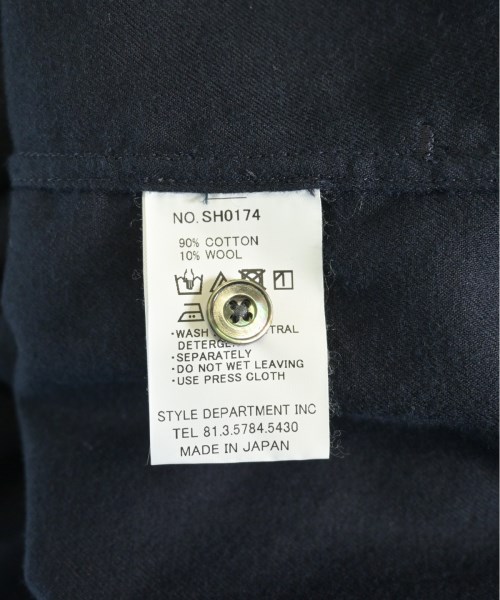 NO. SH0174
90% COTTON
10% WOOL
·WASH TRAL
DETERGE
·SEPARATELY
·DO NOT WET LEAVING
·USE PRESS CLOTH
STYLE DEPARTMENT INC
TEL 81.3.5784.5430
MADE IN JAPAN